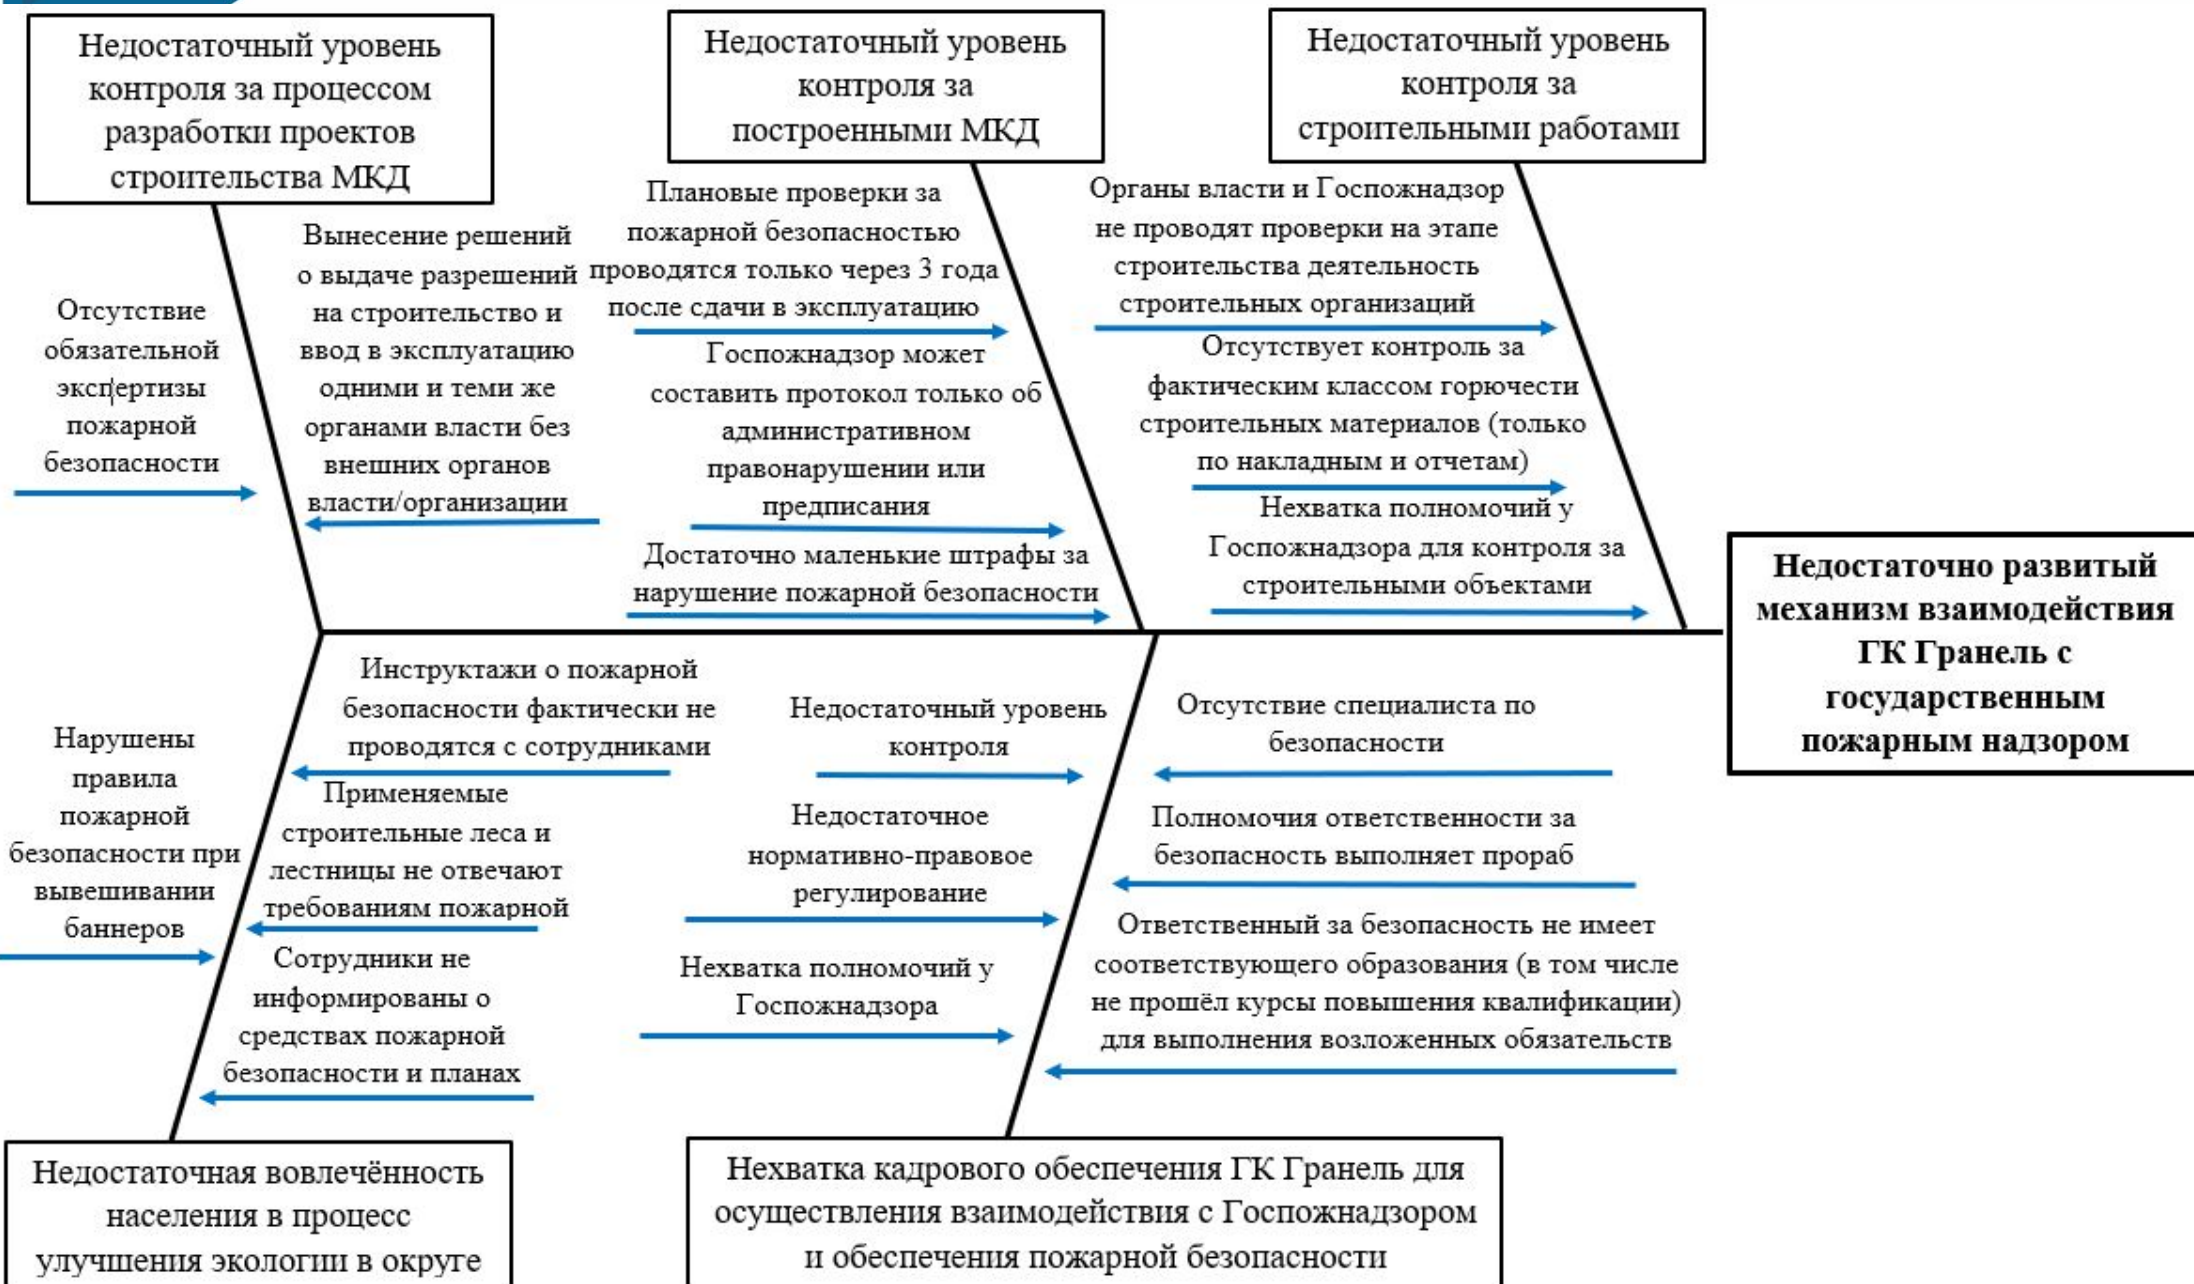 Недостаточный уровень
контроля за процессом
разработки проектов
строительства МКД
Недостаточный уровень
контроля за
построенными МКД
Недостаточный уровень
контроля за
строительными работами
Отсутствие
обязательной
экспертизы
пожарной
безопасности
Вынесение решений
о выдаче разрешений
на строительство и
ввод в эксплуатацию
одними и теми же
органами власти без
внешних органов
власти/организации
Плановые проверки за
пожарной безопасностью
проводятся только через 3 года
после сдачи в эксплуатацию
Госпожнадзор может
составить протокол только об
административном
правонарушении или
предписания
Достаточно маленькие штрафы за
нарушение пожарной безопасности
Органы власти и Госпожнадзор
не проводят проверки на этапе
строительства деятельность
строительных организаций
Отсутствует контроль за
фактическим классом горючести
строительных материалов (только
по накладным и отчетам)
Нехватка полномочий у
Госпожнадзора для контроля за
строительными объектами
Недостаточно развитый
механизм взаимодействия
ГК Гранель с
государственным
пожарным надзором
Нарушены
правила
пожарной
безопасности при
вывешивании
баннеров
Инструктажи о пожарной
безопасности фактически не
проводятся с сотрудниками
Применяемые
строительные леса и
лестницы не отвечают
требованиям пожарной
Сотрудники не
информированы о
средствах пожарной
безопасности и планах
Недостаточный уровень
контроля
Недостаточное
нормативно-правовое
регулирование
Нехватка полномочий у
Госпожнадзора
Отсутствие специалиста по
безопасности
Полномочия ответственности за
безопасность выполняет прораб
Ответственный за безопасность не имеет
соответствующего образования (в том числе
не прошёл курсы повышения квалификации)
для выполнения возложенных обязательств
Недостаточная вовлечённость
населения в процесс
улучшения экологии в округе
Нехватка кадрового обеспечения ГК Гранель для
осуществления взаимодействия с Госпожнадзором
и обеспечения пожарной безопасности